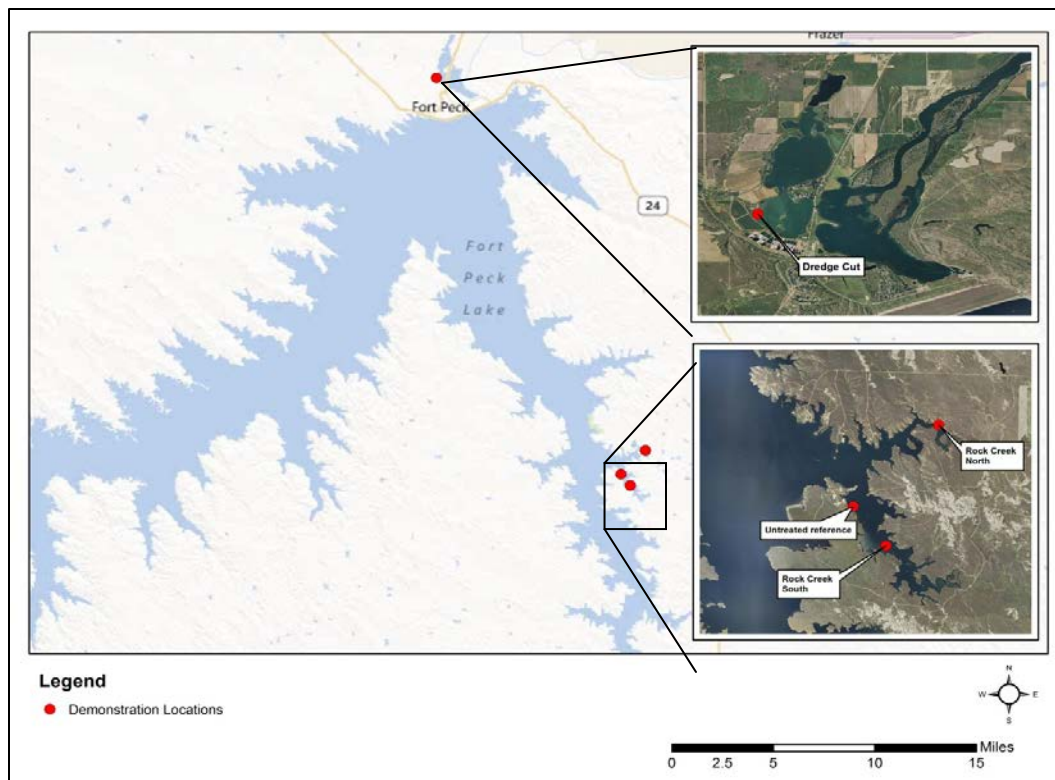 Frazer
Fort Peck
24
Fort
Peck
Lake
Dredge Cut
Rock Creek
North
Untreated reference
Rock Creek
South
Legend
Demonstration Locations
N
W
E
S
Miles
0
2.5
5
10
15